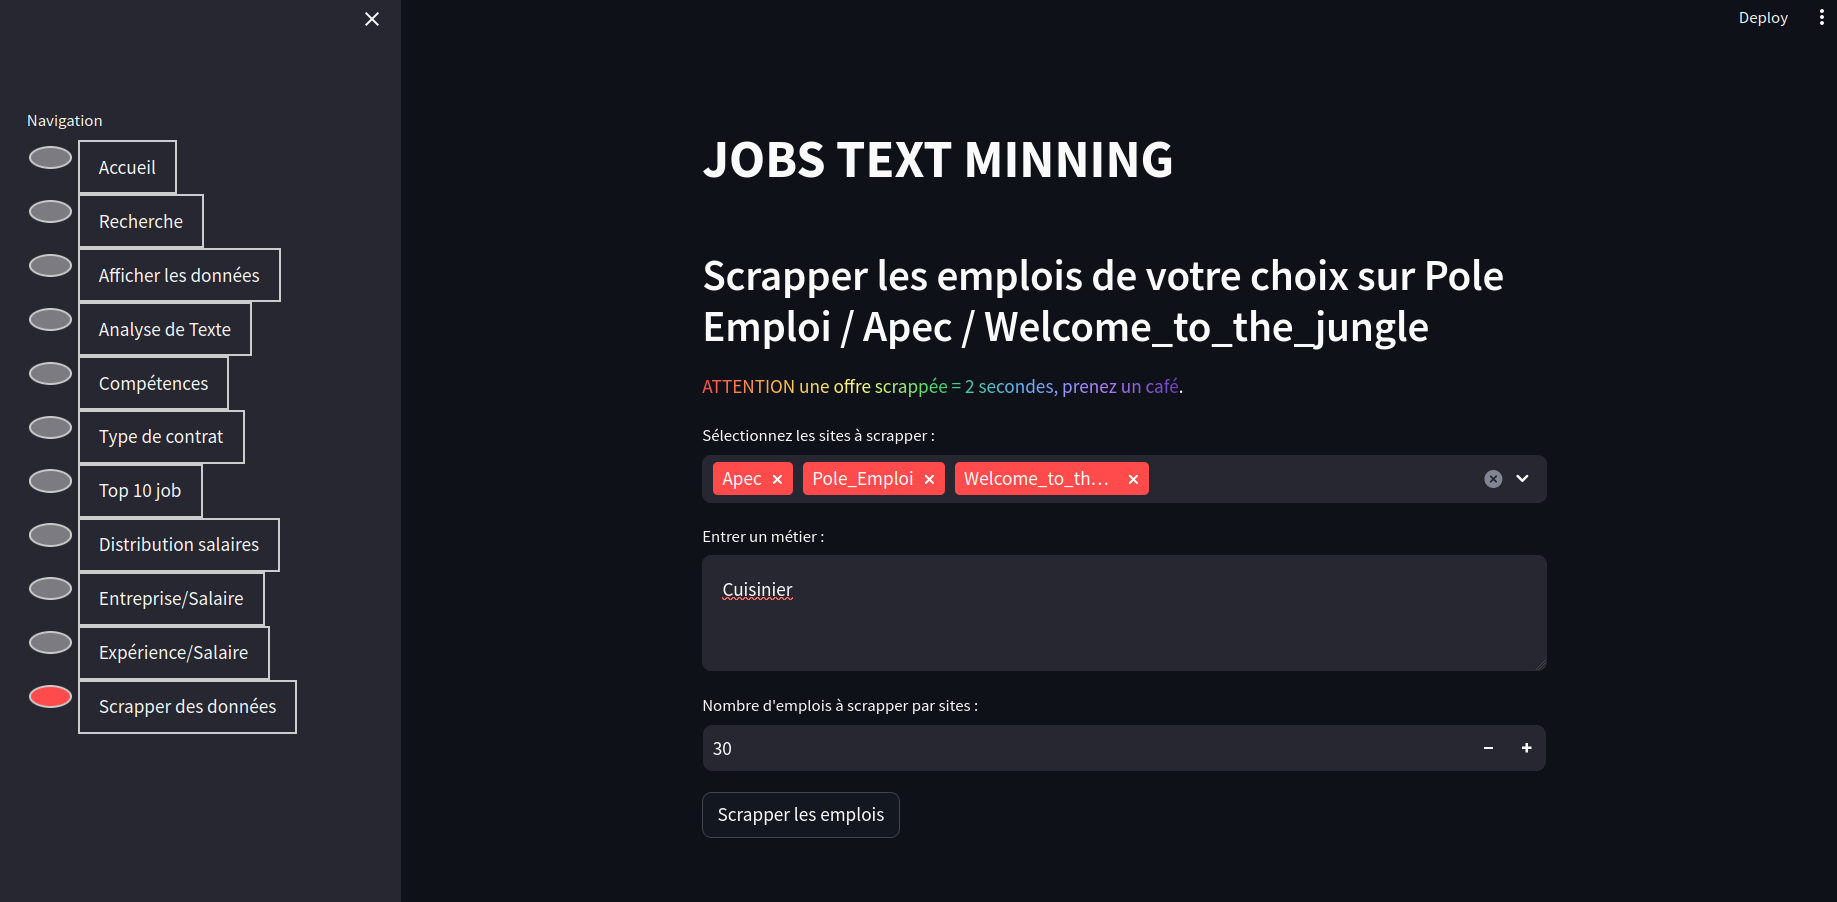 Deploy
Navigation
Accueil
Recherche
Afficher les données
Analyse de Texte
Compétences
Type de contrat
Top 10 job
Distribution salaires
Entreprise/Salaire
Expérience/Salaire
Scrapper des données
JOBS TEXT MINNING
Scrapper les emplois de votre choix sur Pole
Emploi / Apec / Welcome_to_the_jungle
ATTENTION une offre scrappée = 2 secondes, prenez un café.
Sélectionnez les sites à scrapper :
Apec Pole_Emploi Welcome_to_th...
Entrer un métier :
Cuisinier
Nombre d'emplois à scrapper par sites :
30
Scrapper les emplois